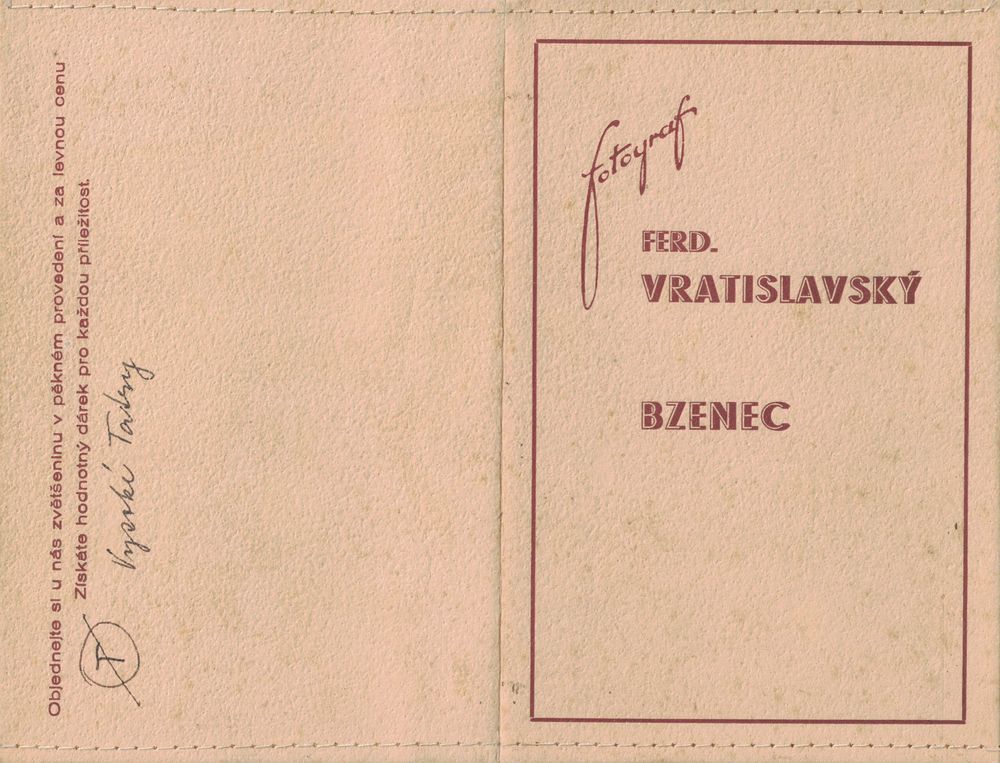 Objednejte si u nás zvětšeninu v pěkném provedení a za levnou cenu
Získáte hodnotný dárek pro každou příležitost.
Vysoké Tatry
T
fotograf
FERD.
VRATISLAVSKÝ
BZENEC